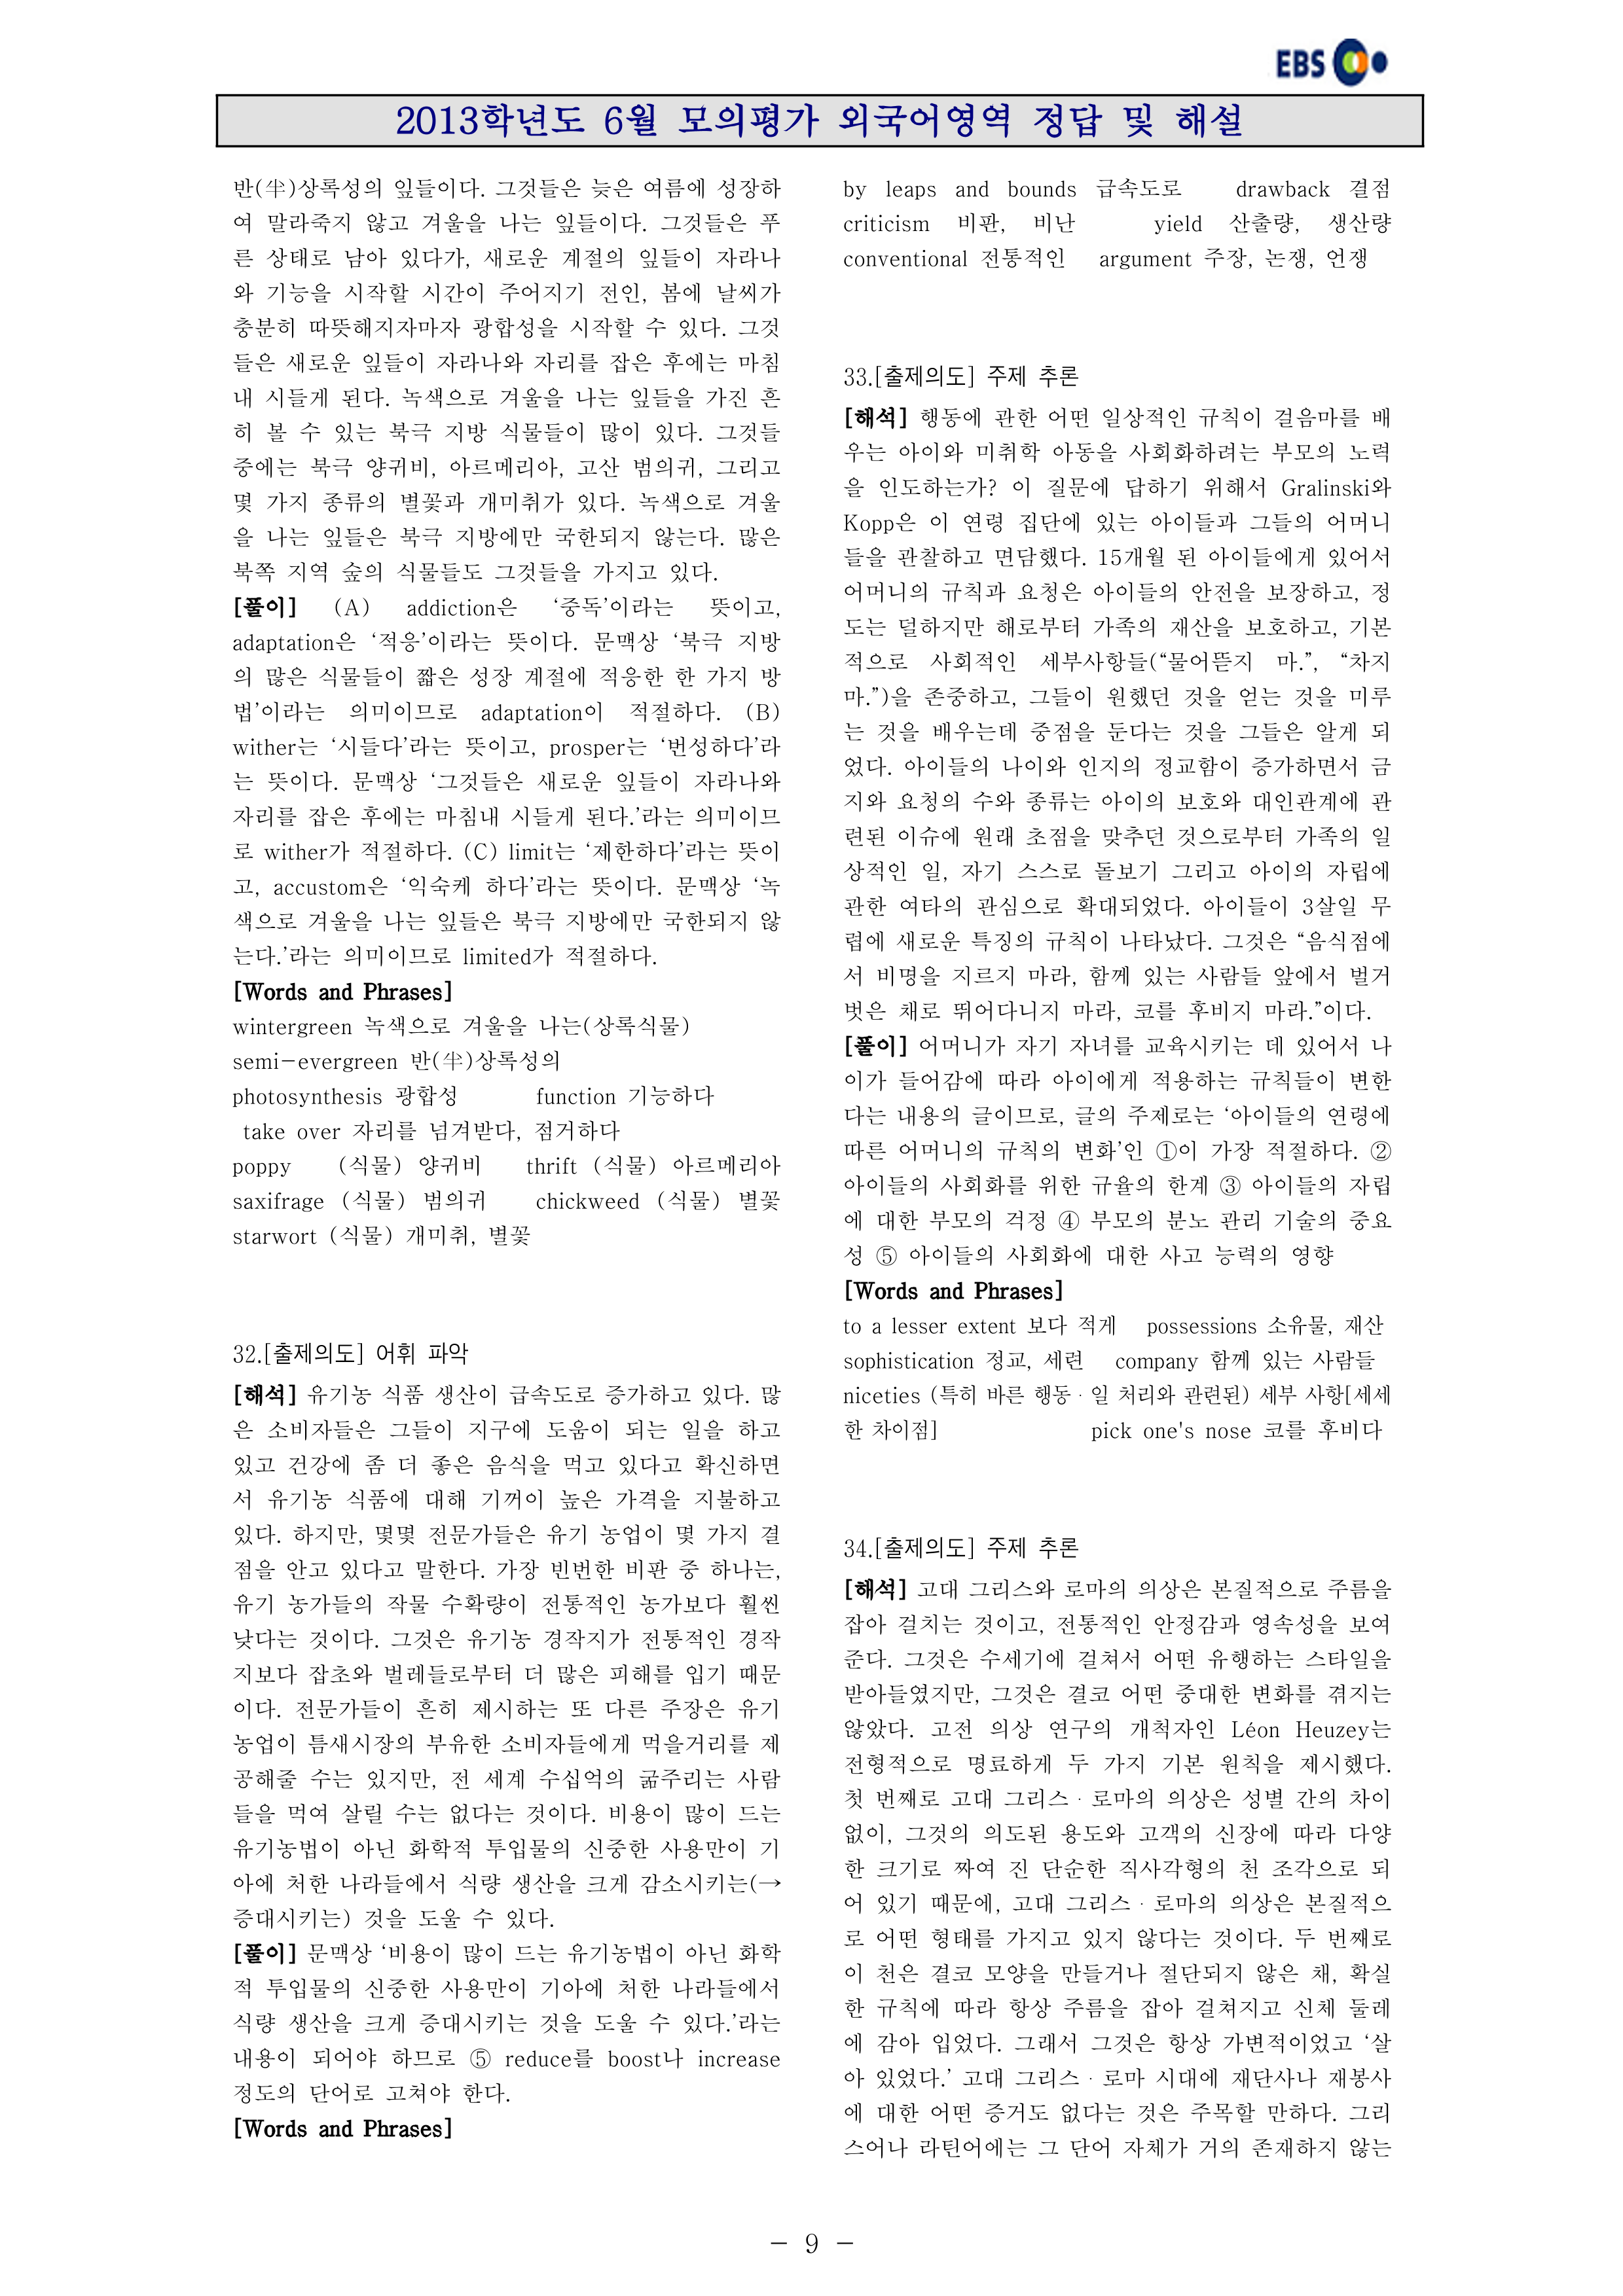 EBS
2013학년도 6월 모의평가 외국어영역 정답 및 해설
반(半)상록성의 잎들이다. 그것들은 늦은 여름에 성장하
여 말라죽지 않고 겨울을 나는 잎들이다. 그것들은 푸
른 상태로 남아 있다가, 새로운 계절의 잎들이 자라나
와 기능을 시작할 시간이 주어지기 전인, 봄에 날씨가
충분히 따뜻해지자마자 광합성을 시작할 수 있다. 그것
들은 새로운 잎들이 자라나와 자리를 잡은 후에는 마침
내 시들게 된다. 녹색으로 겨울을 나는 잎들을 가진 흔
히 볼 수 있는 북극 지방 식물들이 많이 있다. 그것들
중에는 북극 양귀비, 아르메리아, 고산 범의귀, 그리고
몇 가지 종류의 별꽃과 개미취가 있다. 녹색으로 겨울
을 나는 잎들은 북극 지방에만 국한되지 않는다. 많은
북쪽 지역 숲의 식물들도 그것들을 가지고 있다.
[풀이] (A) addiction은 ‘중독’이라는 뜻이고,
adaptation은 ‘적응’이라는 뜻이다. 문맥상 ‘북극 지방
의 많은 식물들이 짧은 성장 계절에 적응한 한 가지 방
법’이라는 의미이므로 adaptation이 적절하다. (B)
wither는 ‘시들다’라는 뜻이고, prosper는 ‘번성하다’라
는 뜻이다. 문맥상 ‘그것들은 새로운 잎들이 자라나와
자리를 잡은 후에는 마침내 시들게 된다.’라는 의미이므
로 wither가 적절하다. (C) limit는 ‘제한하다’라는 뜻이
고, accustom은 ‘익숙케 하다’라는 뜻이다. 문맥상 ‘녹
색으로 겨울을 나는 잎들은 북극 지방에만 국한되지 않
는다.’라는 의미이므로 limited가 적절하다.
[Words and Phrases]
wintergreen 녹색으로 겨울을 나는(상록식물)
semi-evergreen 반(半)상록성의
photosynthesis 광합성 function 기능하다
take over 자리를 넘겨받다, 점거하다
poppy (식물) 양귀비 thrift (식물) 아르메리아
saxifrage (식물) 범의귀 chickweed (식물) 별꽃
starwort (식물) 개미취, 별꽃
32.[출제의도] 어휘 파악
[해석] 유기농 식품 생산이 급속도로 증가하고 있다. 많
은 소비자들은 그들이 지구에 도움이 되는 일을 하고
있고 건강에 좀 더 좋은 음식을 먹고 있다고 확신하면
서 유기농 식품에 대해 기꺼이 높은 가격을 지불하고
있다. 하지만, 몇몇 전문가들은 유기 농업이 몇 가지 결
점을 안고 있다고 말한다. 가장 빈번한 비판 중 하나는,
유기 농가들의 작물 수확량이 전통적인 농가보다 훨씬
낮다는 것이다. 그것은 유기농 경작지가 전통적인 경작
지보다 잡초와 벌레들로부터 더 많은 피해를 입기 때문
이다. 전문가들이 흔히 제시하는 또 다른 주장은 유기
농업이 틈새시장의 부유한 소비자들에게 먹을거리를 제
공해줄 수는 있지만, 전 세계 수십억의 굶주리는 사람
들을 먹여 살릴 수는 없다는 것이다. 비용이 많이 드는
유기농법이 아닌 화학적 투입물의 신중한 사용만이 기
아에 처한 나라들에서 식량 생산을 크게 감소시키는(→
증대시키는) 것을 도울 수 있다.
[풀이] 문맥상 ‘비용이 많이 드는 유기농법이 아닌 화학
적 투입물의 신중한 사용만이 기아에 처한 나라들에서
식량 생산을 크게 증대시키는 것을 도울 수 있다.’라는
내용이 되어야 하므로 ⑤ reduce를 boost나 increase
정도의 단어로 고쳐야 한다.
[Words and Phrases]
by leaps and bounds 급속도로 drawback 결점
criticism 비판, 비난 yield 산출량, 생산량
conventional 전통적인 argument 주장, 논쟁, 언쟁
33.[출제의도] 주제 추론
[해석] 행동에 관한 어떤 일상적인 규칙이 걸음마를 배
우는 아이와 미취학 아동을 사회화하려는 부모의 노력
을 인도하는가? 이 질문에 답하기 위해서 Gralinski와
Kopp은 이 연령 집단에 있는 아이들과 그들의 어머니
들을 관찰하고 면담했다. 15개월 된 아이들에게 있어서
어머니의 규칙과 요청은 아이들의 안전을 보장하고, 정
도는 덜하지만 해로부터 가족의 재산을 보호하고, 기본
적으로 사회적인 세부사항들(“물어뜯지 마.”, “차지
마.”)을 존중하고, 그들이 원했던 것을 얻는 것을 미루
는 것을 배우는데 중점을 둔다는 것을 그들은 알게 되
었다. 아이들의 나이와 인지의 정교함이 증가하면서 금
지와 요청의 수와 종류는 아이의 보호와 대인관계에 관
련된 이슈에 원래 초점을 맞추던 것으로부터 가족의 일
상적인 일, 자기 스스로 돌보기 그리고 아이의 자립에
관한 여타의 관심으로 확대되었다. 아이들이 3살일 무
렵에 새로운 특징의 규칙이 나타났다. 그것은 “음식점에
서 비명을 지르지 마라, 함께 있는 사람들 앞에서 벌거
벗은 채로 뛰어다니지 마라, 코를 후비지 마라.”이다.
[풀이] 어머니가 자기 자녀를 교육시키는 데 있어서 나
이가 들어감에 따라 아이에게 적용하는 규칙들이 변한
다는 내용의 글이므로, 글의 주제로는 ‘아이들의 연령에
따른 어머니의 규칙의 변화’인 ①이 가장 적절하다. ②
아이들의 사회화를 위한 규율의 한계 ③ 아이들의 자립
에 대한 부모의 걱정 ④ 부모의 분노 관리 기술의 중요
성 ⑤ 아이들의 사회화에 대한 사고 능력의 영향
[Words and Phrases]
to a lesser extent 보다 적게 possessions 소유물, 재산
sophistication 정교, 세련 company 함께 있는 사람들
niceties (특히 바른 행동·일 처리와 관련된) 세부 사항[세세
한 차이점] pick one's nose 코를 후비다
34.[출제의도] 주제 추론
[해석] 고대 그리스와 로마의 의상은 본질적으로 주름을
잡아 걸치는 것이고, 전통적인 안정감과 영속성을 보여
준다. 그것은 수세기에 걸쳐서 어떤 유행하는 스타일을
받아들였지만, 그것은 결코 어떤 중대한 변화를 겪지는
않았다. 고전 의상 연구의 개척자인 Léon Heuzey는
전형적으로 명료하게 두 가지 기본 원칙을 제시했다.
첫 번째로 고대 그리스·로마의 의상은 성별 간의 차이
없이, 그것의 의도된 용도와 고객의 신장에 따라 다양
한 크기로 짜여 진 단순한 직사각형의 천 조각으로 되
어 있기 때문에, 고대 그리스·로마의 의상은 본질적으
로 어떤 형태를 가지고 있지 않다는 것이다. 두 번째로
이 천은 결코 모양을 만들거나 절단되지 않은 채, 확실
한 규칙에 따라 항상 주름을 잡아 걸쳐지고 신체 둘레
에 감아 입었다. 그래서 그것은 항상 가변적이었고 ‘살
아 있었다.’ 고대 그리스·로마 시대에 재단사나 재봉사
에 대한 어떤 증거도 없다는 것은 주목할 만하다. 그리
스어나 라틴어에는 그 단어 자체가 거의 존재하지 않는
- 9 -